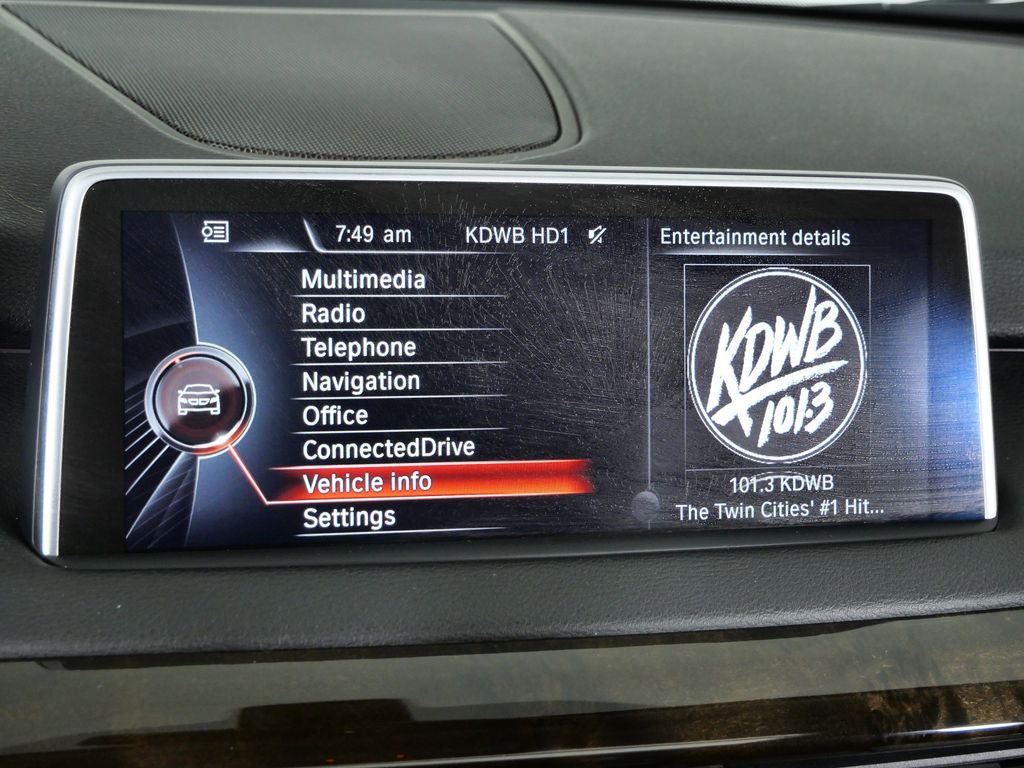 7:49 am
KDWB HD1
Entertainment details
Multimedia
Radio
Telephone
Navigation
Office
ConnectedDrive
Vehicle info
Settings
KDWB
101.3
101.3 KDWB
The Twin Cities' #1 Hit...